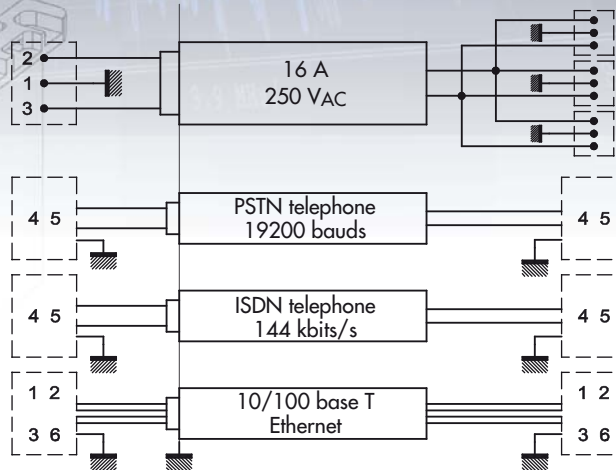 2
1
3
16 A
250 VAC
4 5
PSTN telephone
19200 bauds
4 5
4 5
ISDN telephone
144 kbits/s
4 5
1 2
3 6
10/100 base T
Ethernet
1 2
3 6